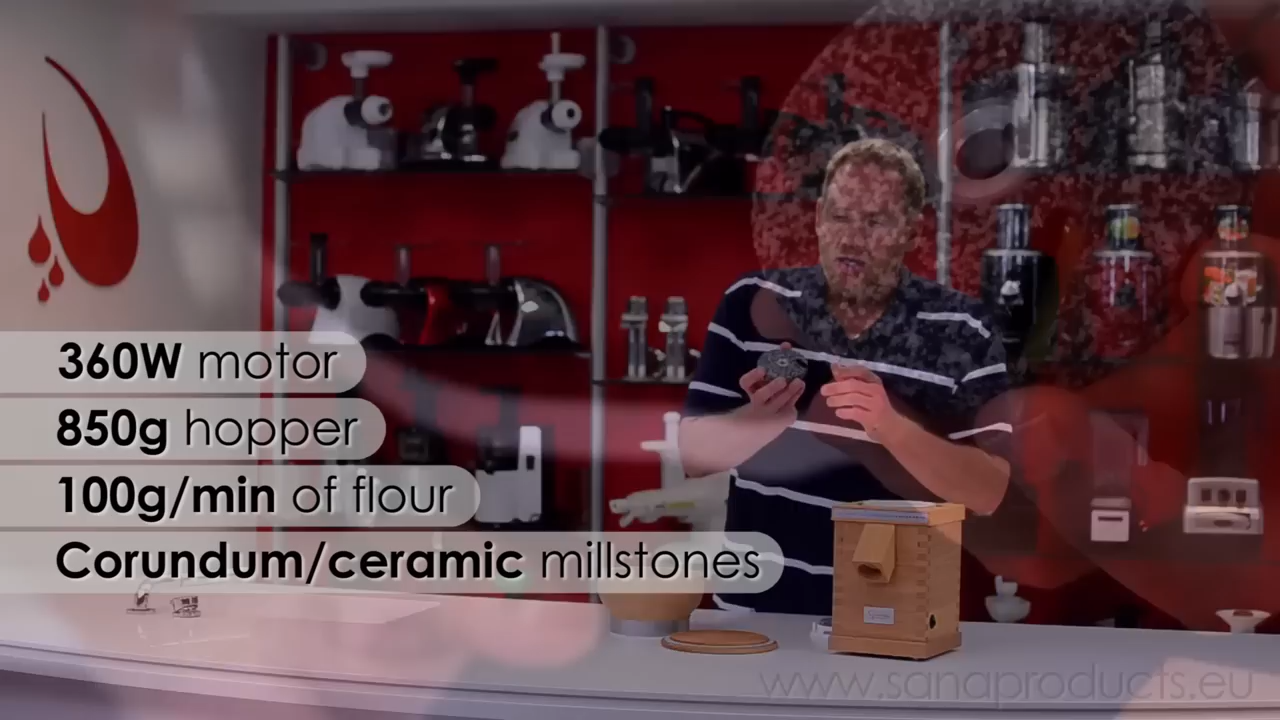 360W motor
850g hopper
100g/min of flour
Corundum/ceramic millstones
www.sanaproducts.eu